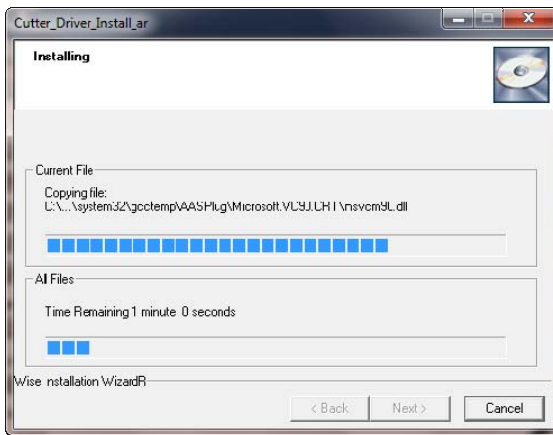 Cutter_Driver_Install_ar
Installing
Current File
Copying file:
C:\...\system32\gcctemp\AASPlug\Microsoft.VC90.CRT\msvcm90.dll
All Files
Time Remaining 1 minute 0 seconds
Wise Installation WizardR
< Back
Next >
Cancel